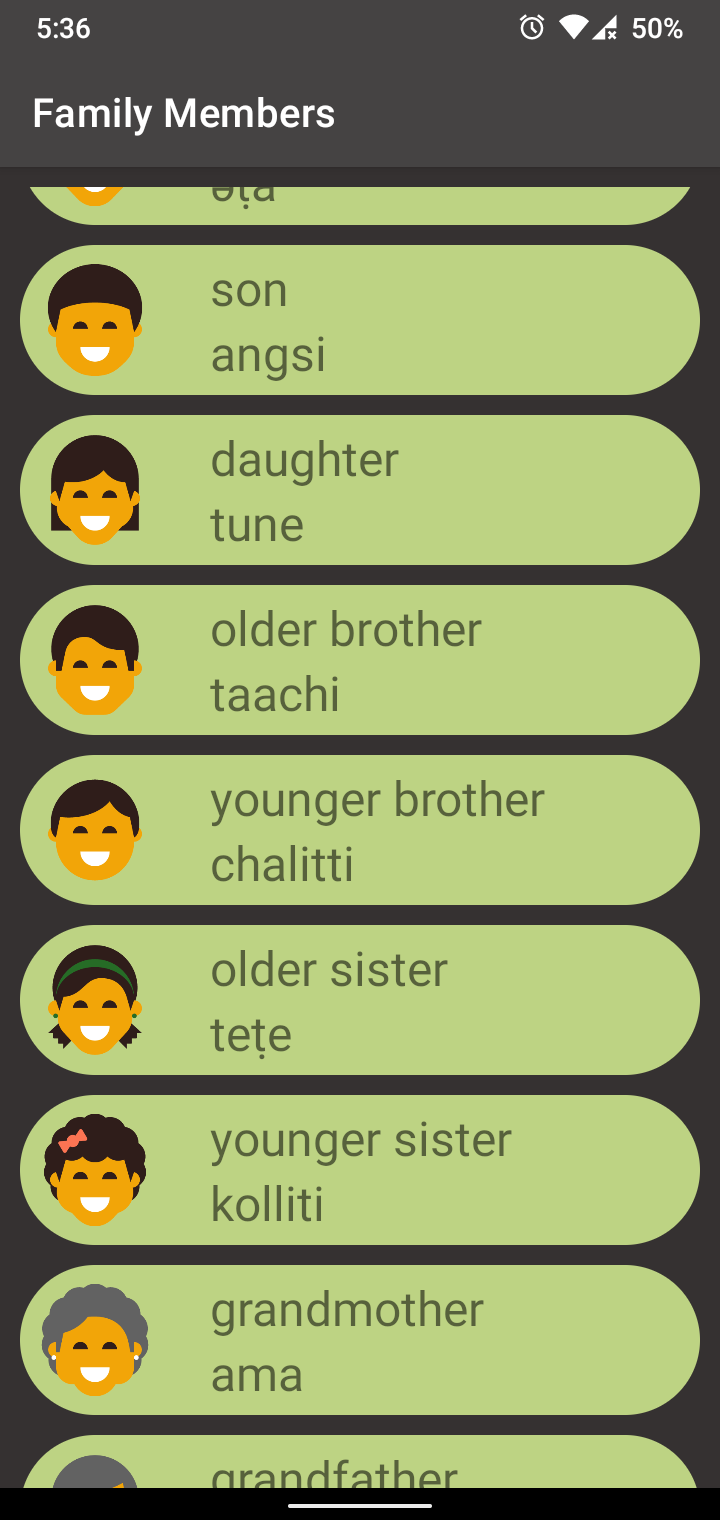 5:36
50%
Family Members
əṭa
son
angsi
daughter
tune
older brother
taachi
younger brother
chalitti
older sister
teṭe
younger sister
kolliti
grandmother
ama
grandfather